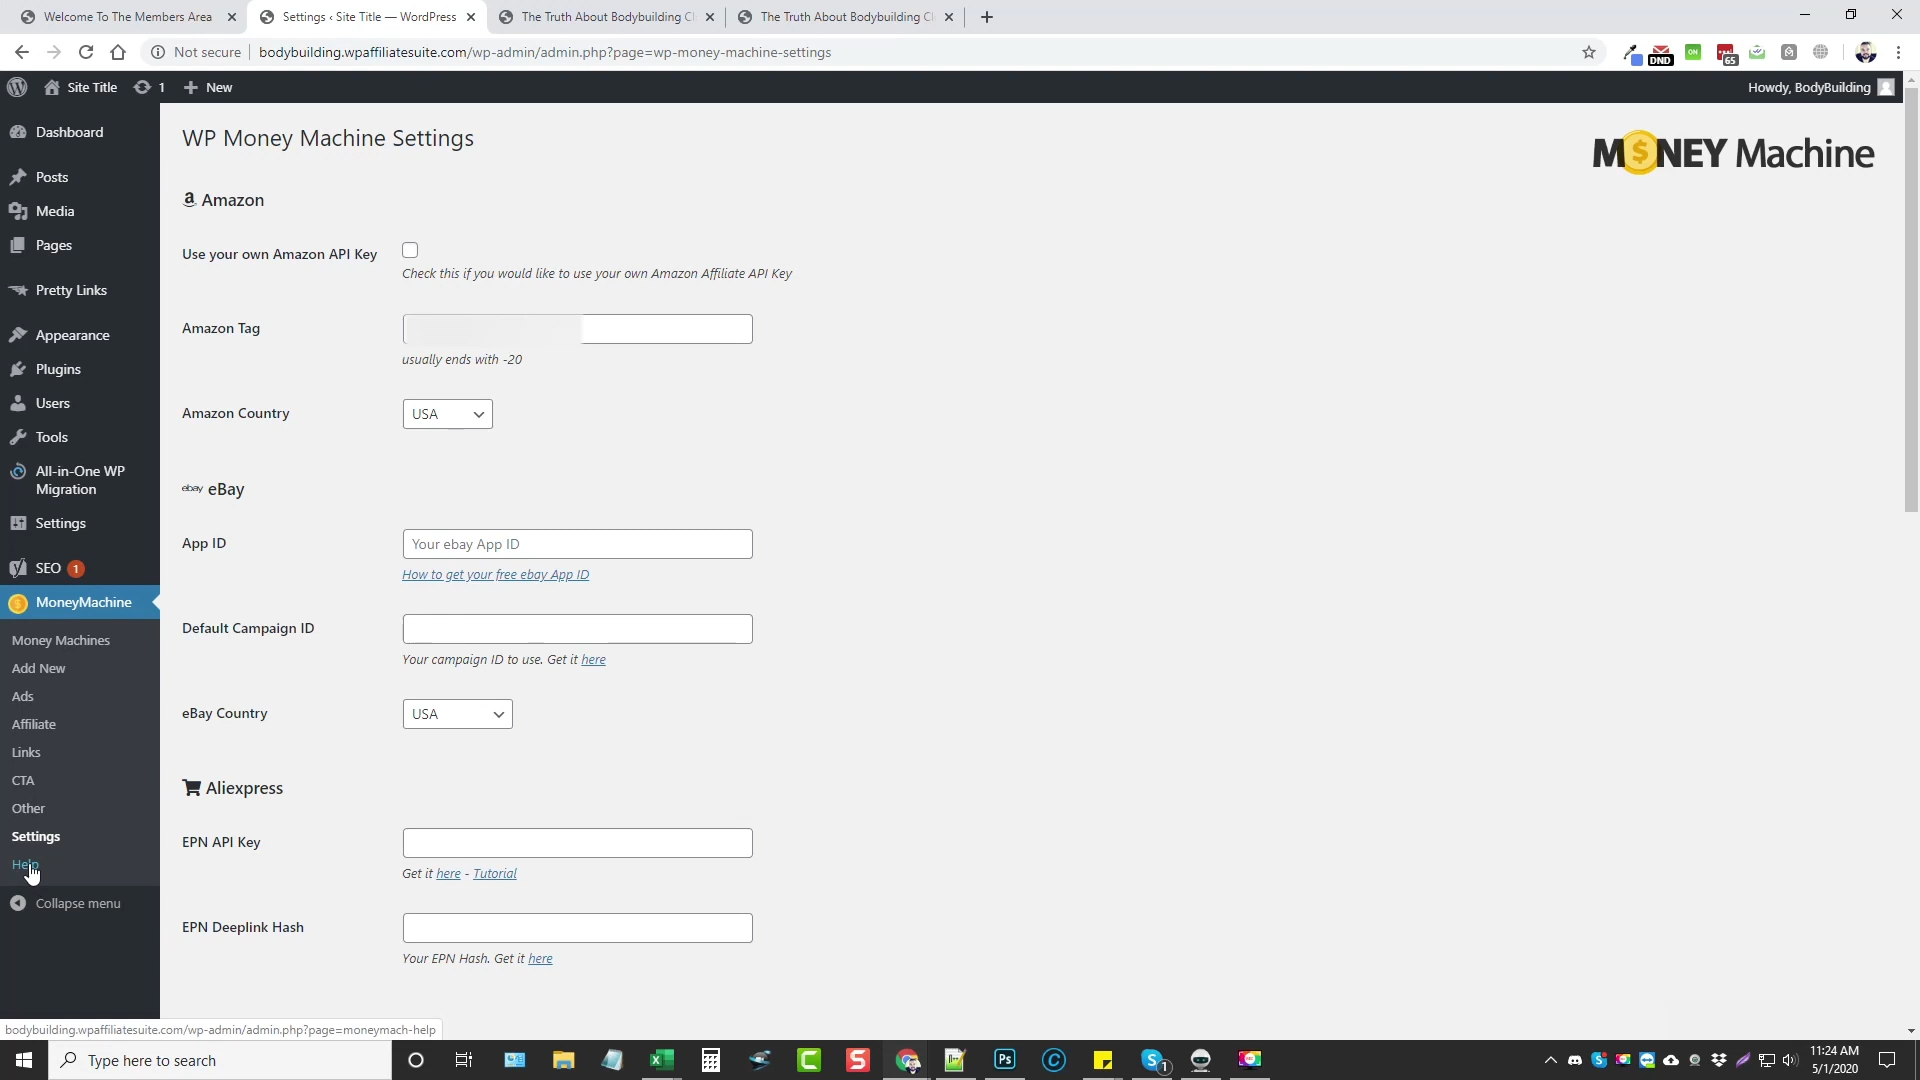 Welcome To The Members Area
Settings ‹ Site Title — WordPress
The Truth About Bodybuilding Cl
The Truth About Bodybuilding Cl
Not secure
bodybuilding.wpaffiliatesuite.com/wp-admin/admin.php?page=wp-money-machine-settings
DND
ON
65
Site Title
1
New
Howdy, BodyBuilding
Dashboard
Posts
Media
Pages
Pretty Links
Appearance
Plugins
Users
Tools
All-in-One WP
Migration
Settings
SEO 1
MoneyMachine
Money Machines
Add New
Ads
Affiliate
Links
CTA
Other
Settings
Help
Collapse menu
WP Money Machine Settings
M$NEY Machine
Amazon
Use your own Amazon API Key
Check this if you would like to use your own Amazon Affiliate API Key
Amazon Tag
usually ends with -20
Amazon Country
USA
ebay eBay
App ID
Your ebay App ID
How to get your free ebay App ID
Default Campaign ID
Your campaign ID to use. Get it here
eBay Country
USA
Aliexpress
EPN API Key
Get it here - Tutorial
EPN Deeplink Hash
Your EPN Hash. Get it here
bodybuilding.wpaffiliatesuite.com/wp-admin/admin.php?page=moneymach-help
Type here to search
Ps
1
11:24 AM
5/1/2020